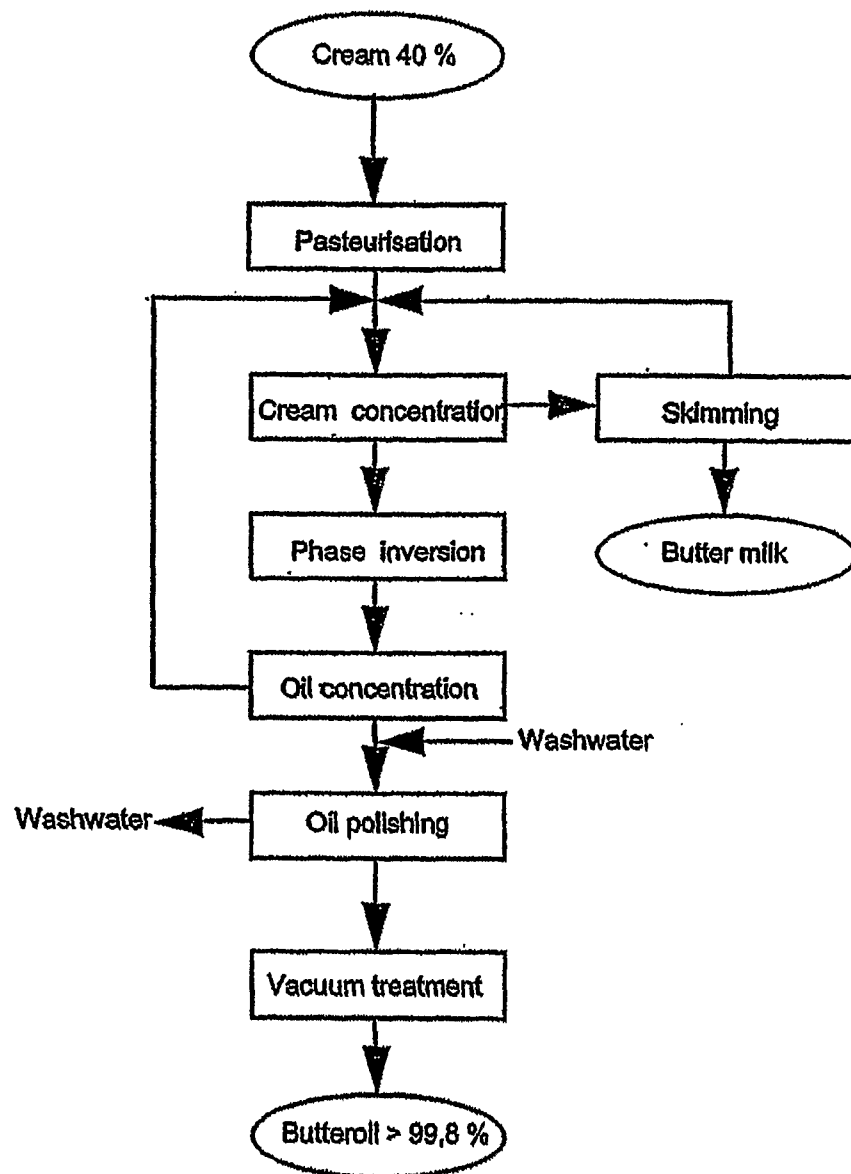 Cream 40 %
Pasteurisation
Cream concentration
Skimming
Phase inversion
Butter milk
Oil concentration
Washwater
Oil polishing
Washwater
Vacuum treatment
Butteroil > 99,8 %